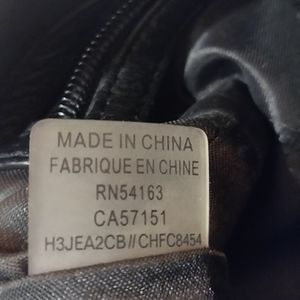 MADE IN CHINA
FABRIQUE EN CHINE
RN54163
CA57151
H3JEA2CB//CHFC8454